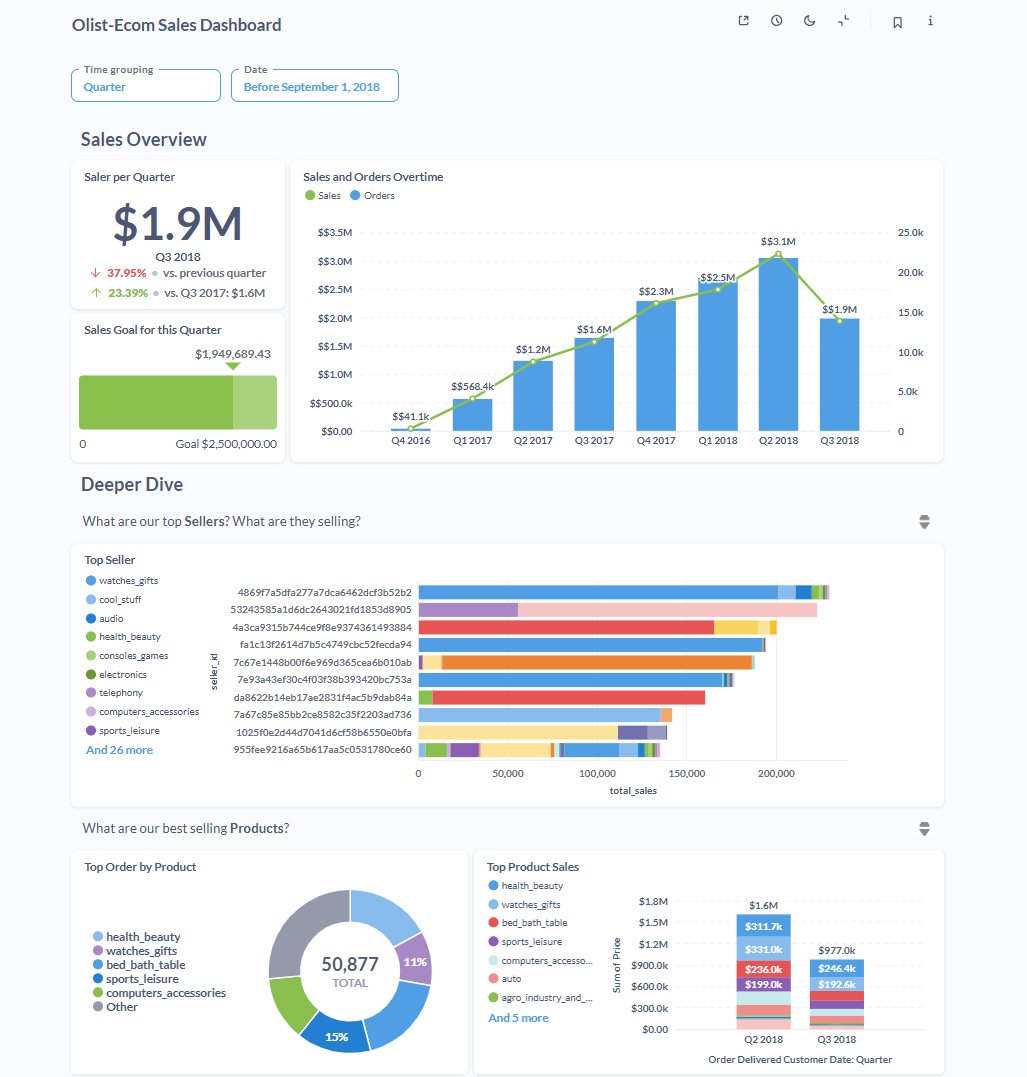 Olist-Ecom Sales Dashboard
Time grouping
Quarter
Date
Before September 1, 2018
Sales Overview
Saler per Quarter
$1.9M
Q3 2018
37.95% • vs. previous quarter
23.39% • vs. Q3 2017: $1.6M
Sales Goal for this Quarter
$1,949,689.43
0
Goal $2,500,000.00
Sales and Orders Overtime
Sales Orders
$$3.5M
$$3.0M
$$2.5M
$$2.0M
$$1.5M
$$1.0M
$$500.0k
$$0.00
25.0k
20.0k
15.0k
10.0k
5.0k
0
$$41.1k
$$568.4k
$$1.2M
$$1.6M
$$2.3M
$$2.5M
$$3.1M
$$1.9M
Q4 2016 Q1 2017 Q2 2017 Q3 2017 Q4 2017 Q1 2018 Q2 2018 Q3 2018
Deeper Dive
What are our top Sellers? What are they selling?
Top Seller
watches_gifts
cool_stuff
audio
health_beauty
consoles_games
electronics
telephony
computers_accessories
sports_leisure
And 26 more
seller_id
4869f7a5dfa277a7dca6462dcf3b52b2
53243585a1d6dc2643021fd1853d8905
4a3ca9315b744ce9f8e9374361493884
fa1c13f2614d7b5c4749cbc52fecda94
7c67e1448b00f6e969d365cea6b010ab
7e93a43ef30c4f03f38b393420bc753a
da8622b14eb17ae2831f4ac5b9dab84a
7a67c85e85bb2ce8582c35f2203ad736
1025f0e2d44d7041d6cf58b6550e0bfa
955fee9216a65b617aa5c0531780ce60
0 50,000 100,000 150,000 200,000
total_sales
What are our best selling Products?
Top Order by Product
health_beauty
watches_gifts
bed_bath_table
sports_leisure
computers_accessories
Other
50,877
TOTAL
11%
15%
Top Product Sales
health_beauty
watches_gifts
bed_bath_table
sports_leisure
computers_accesso...
auto
agro_industry_and_...
And 5 more
Sum of Price
$1.8M
$1.5M
$1.2M
$900.0k
$600.0k
$300.0k
$0.00
$1.6M
$311.7k
$331.0k
$236.0k
$199.0k
$977.0k
$246.4k
$192.6k
Q2 2018 Q3 2018
Order Delivered Customer Date: Quarter